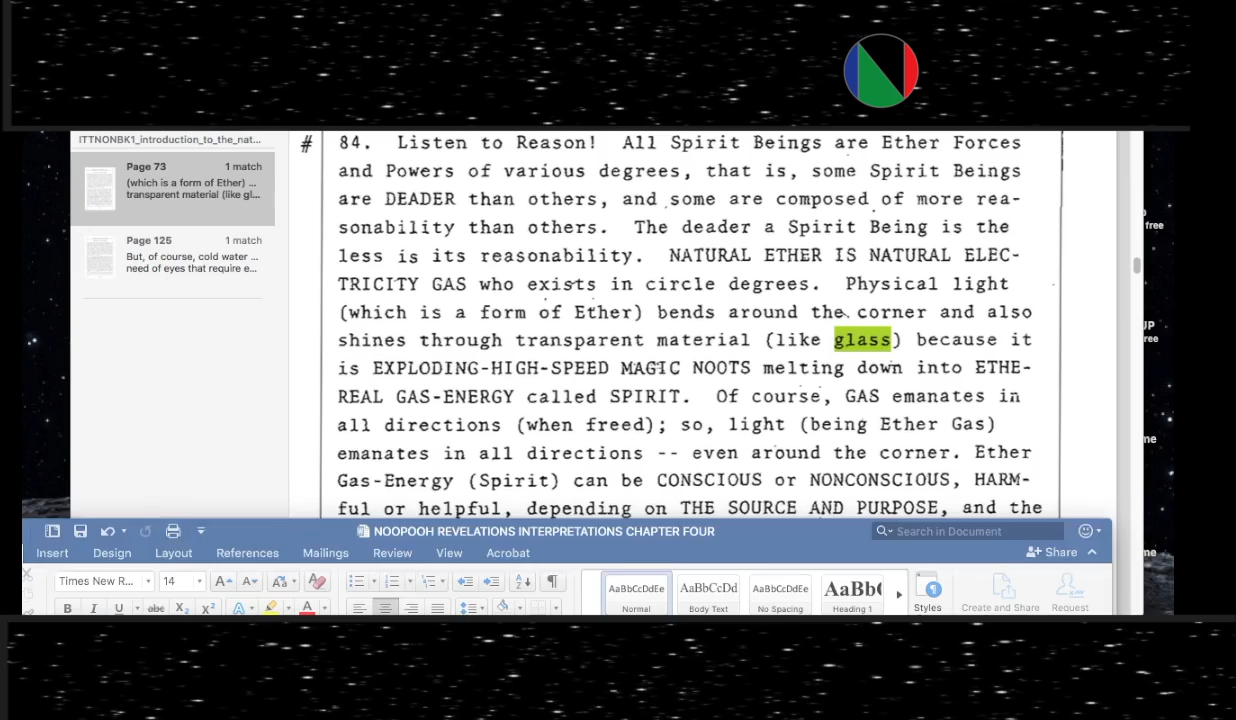 ITTNONBK1_introduction_to_the_nat...
Page 73 1 match
(which is a form of Ether) ...
transparent material (like gl...
Page 125 1 match
But, of course, cold water ...
need of eyes that require e...
# 84. Listen to Reason! All Spirit Beings are Ether Forces
and Powers of various degrees, that is, some Spirit Beings
are DEADER than others, and some are composed of more rea-
sonability than others. The deader a Spirit Being is the
less is its reasonability. NATURAL ETHER IS NATURAL ELEC-
TRICITY GAS who exists in circle degrees. Physical light
(which is a form of Ether) bends around the corner and also
shines through transparent material (like glass) because it
is EXPLODING-HIGH-SPEED MAGIC NOOTS melting down into ETHE-
REAL GAS-ENERGY called SPIRIT. Of course, GAS emanates in
all directions (when freed); so, light (being Ether Gas)
emanates in all directions -- even around the corner. Ether
Gas-Energy (Spirit) can be CONSCIOUS or NONCONSCIOUS, HARM-
ful or helpful, depending on THE SOURCE AND PURPOSE, and the
free
UP
ree
me
me
NOOPOOH REVELATIONS INTERPRETATIONS CHAPTER FOUR
Search in Document
Insert Design Layout References Mailings Review View Acrobat
Share
Times New R... 14 A A Aa A
AaBbCcDdEe AaBbCcDd AaBbCcDdEe AaBb(
B I U abc X2 X2 A A
Normal Body Text No Spacing Heading 1 Styles Create and Share Request